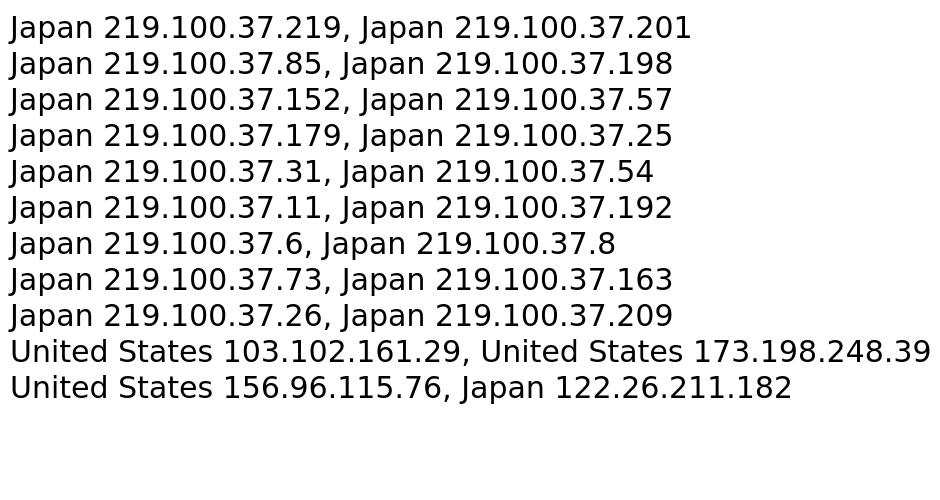 Japan 219.100.37.219, Japan 219.100.37.201
Japan 219.100.37.85, Japan 219.100.37.198
Japan 219.100.37.152, Japan 219.100.37.57
Japan 219.100.37.179, Japan 219.100.37.25
Japan 219.100.37.31, Japan 219.100.37.54
Japan 219.100.37.11, Japan 219.100.37.192
Japan 219.100.37.6, Japan 219.100.37.8
Japan 219.100.37.73, Japan 219.100.37.163
Japan 219.100.37.26, Japan 219.100.37.209
United States 103.102.161.29, United States 173.198.248.39
United States 156.96.115.76, Japan 122.26.211.182